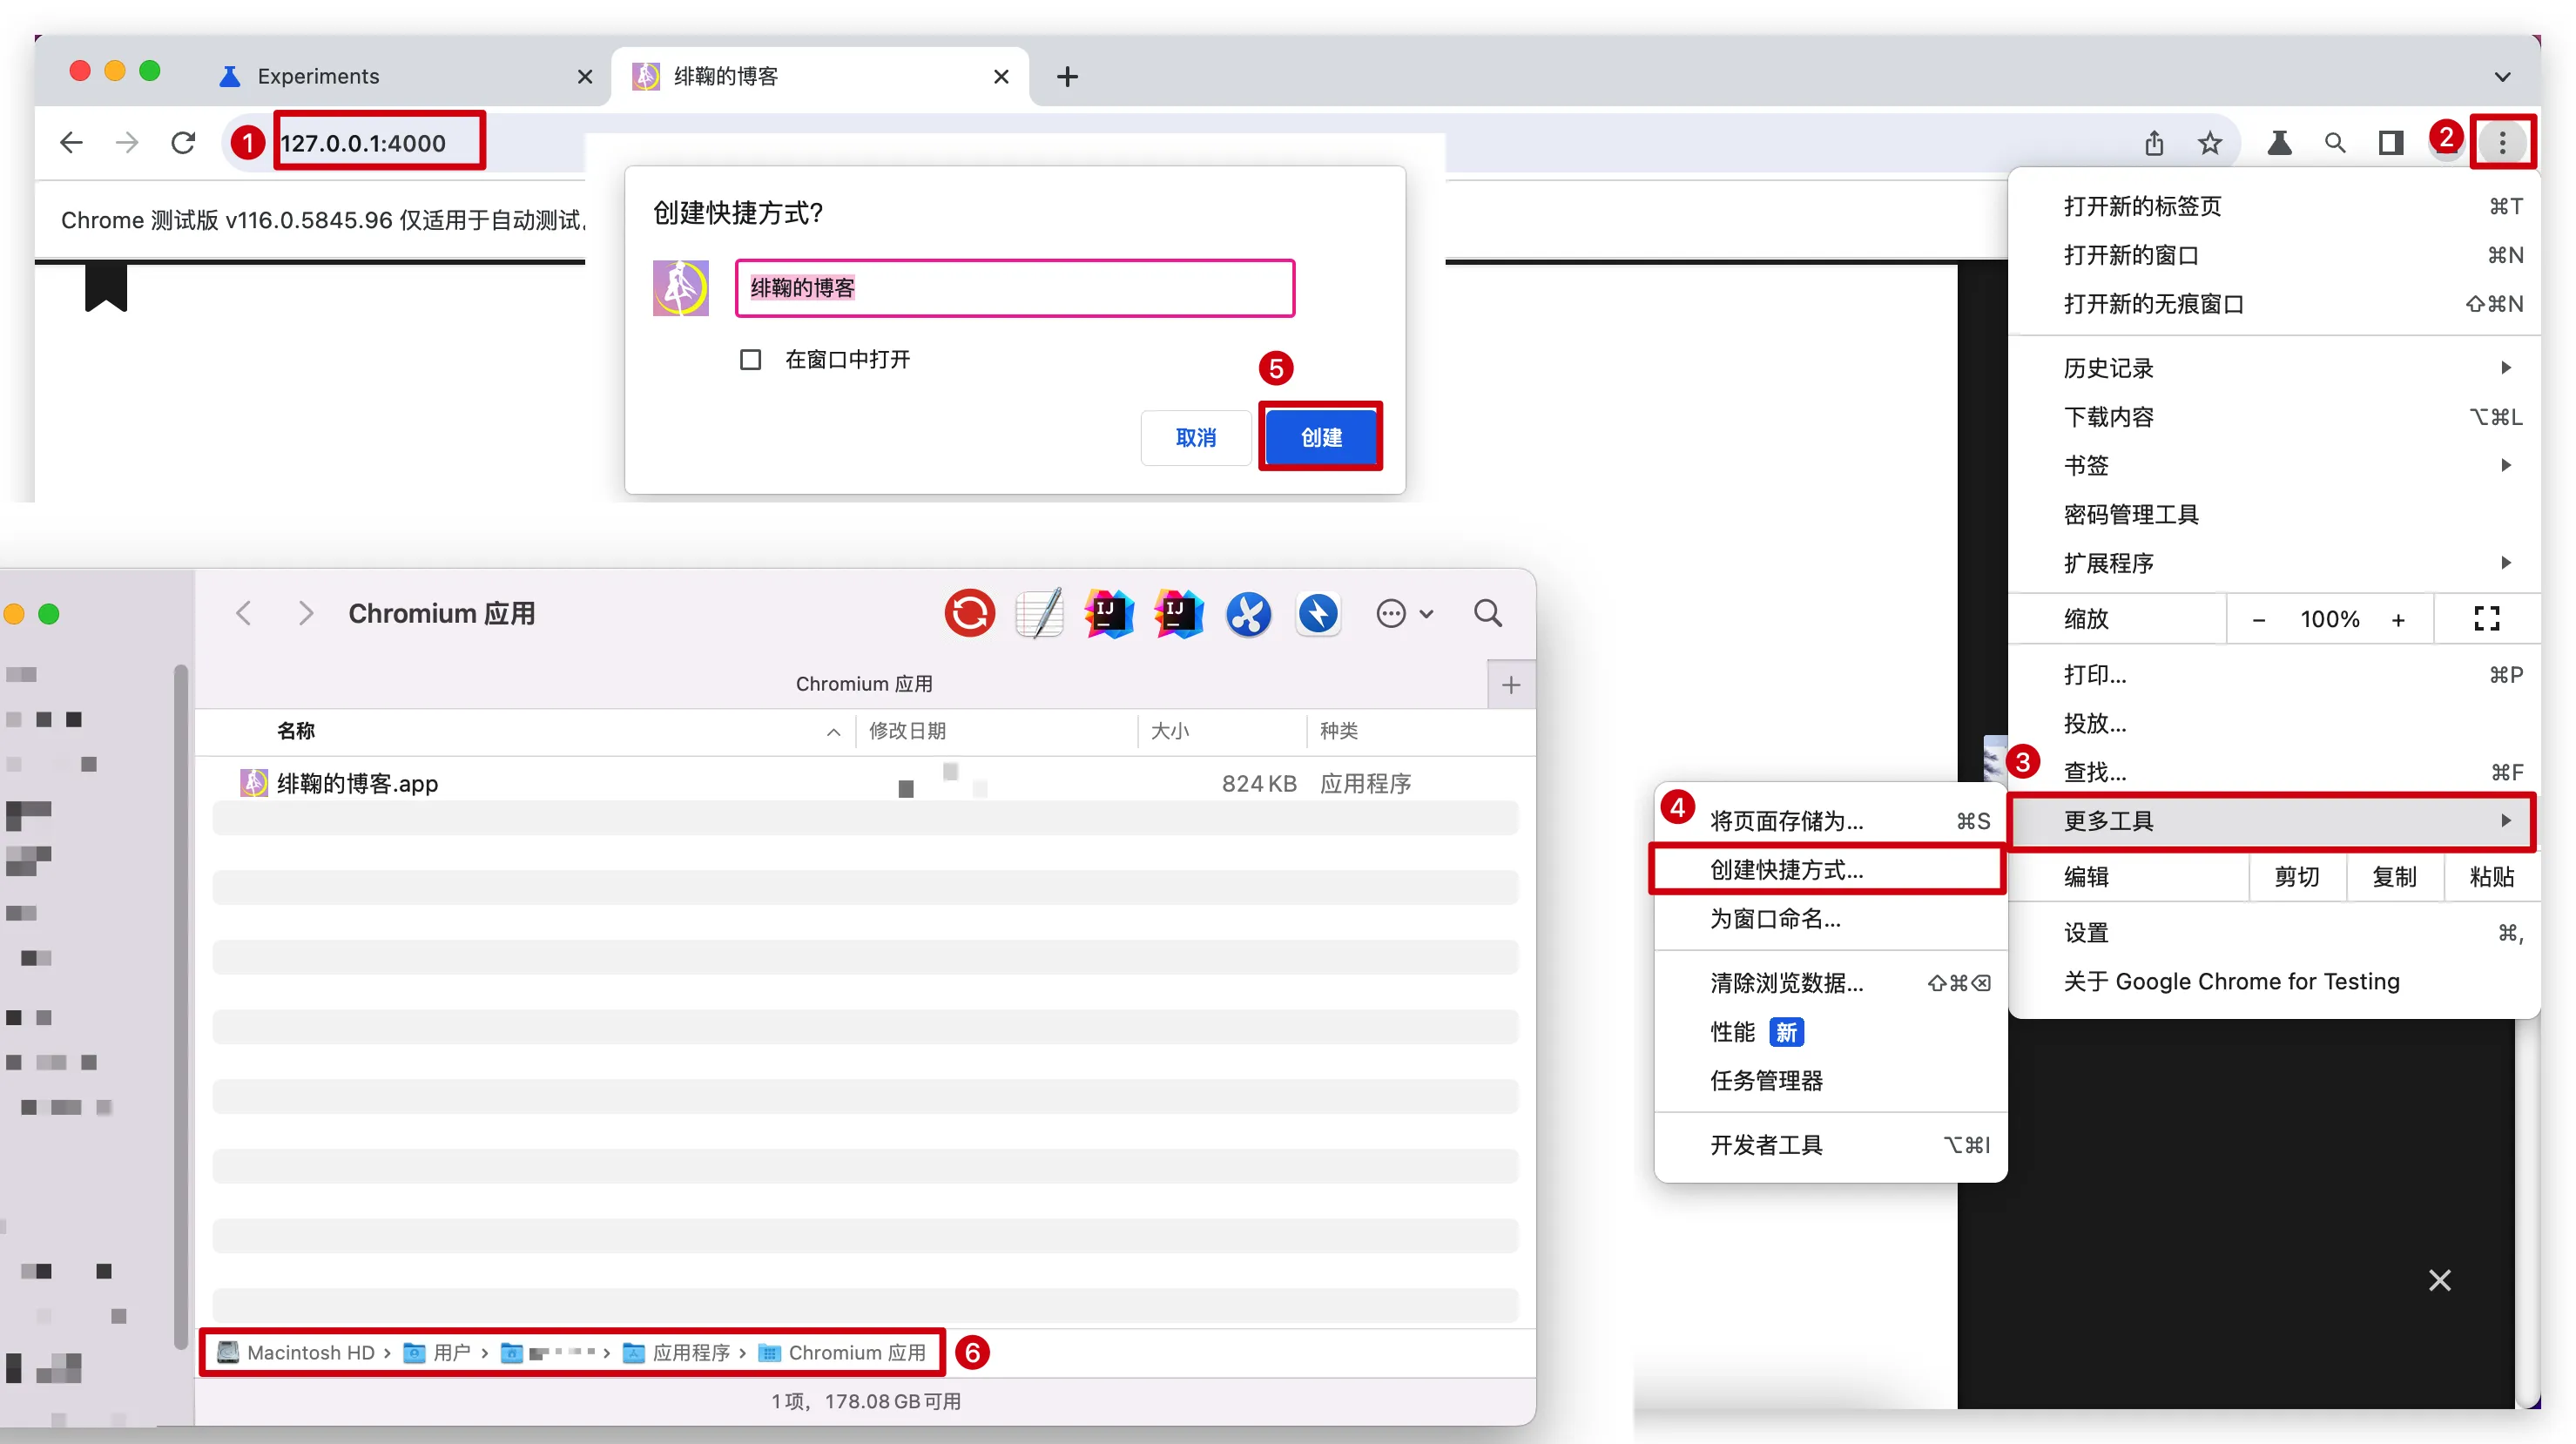 Experiments
绯鞠的博客
1
127.0.0.1:4000
2
Chrome 测试版 v116.0.5845.96 仅适用于自动测试。
创建快捷方式?
绯鞠的博客
在窗口中打开
5
取消
创建
打开新的标签页 ⌘T
打开新的窗口 ⌘N
打开新的无痕窗口 ⇧⌘N
历史记录
下载内容 ⌥⌘L
书签
密码管理工具
扩展程序
缩放 – 100% +
打印... ⌘P
投放...
3
查找... ⌘F
更多工具
编辑 剪切 复制 粘贴
设置 ⌘,
关于 Google Chrome for Testing
4
将页面存储为... ⌘S
创建快捷方式...
为窗口命名...
清除浏览数据... ⇧⌘⌫
性能 新
任务管理器
开发者工具 ⌥⌘I
Chromium 应用
IJ
IJ
Chromium 应用
名称 修改日期 大小 种类
绯鞠的博客.app 824 KB 应用程序
Macintosh HD › 用户 › › 应用程序 › Chromium 应用
6
1项，178.08 GB 可用